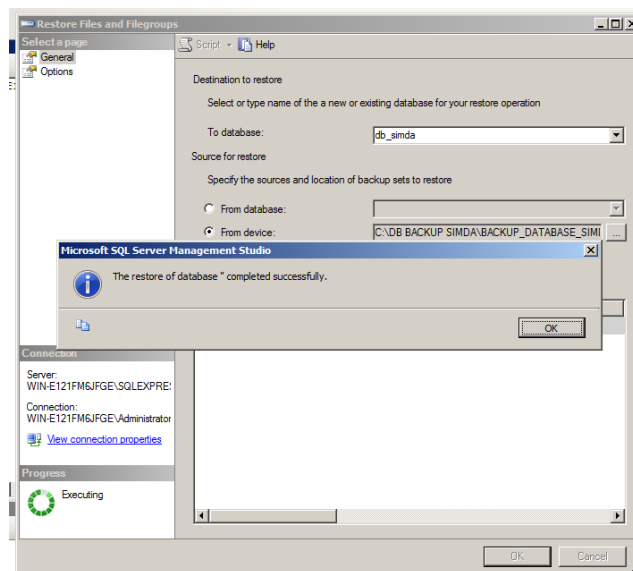 Restore Files and Filegroups
Select a page
General
Options
Script
Help
Destination to restore
Select or type name of the a new or existing database for your restore operation
To database:
db_simda
Source for restore
Specify the sources and location of backup sets to restore
From database:
From device:
C:\DB BACKUP SIMDA\BACKUP_DATABASE_SIM
...
Microsoft SQL Server Management Studio
The restore of database '' completed successfully.
OK
Connection
Server:
WIN-E121FM6JFGE\SQLEXPRE
Connection:
WIN-E121FM6JFGE\Administrator
View connection properties
Progress
Executing
OK
Cancel